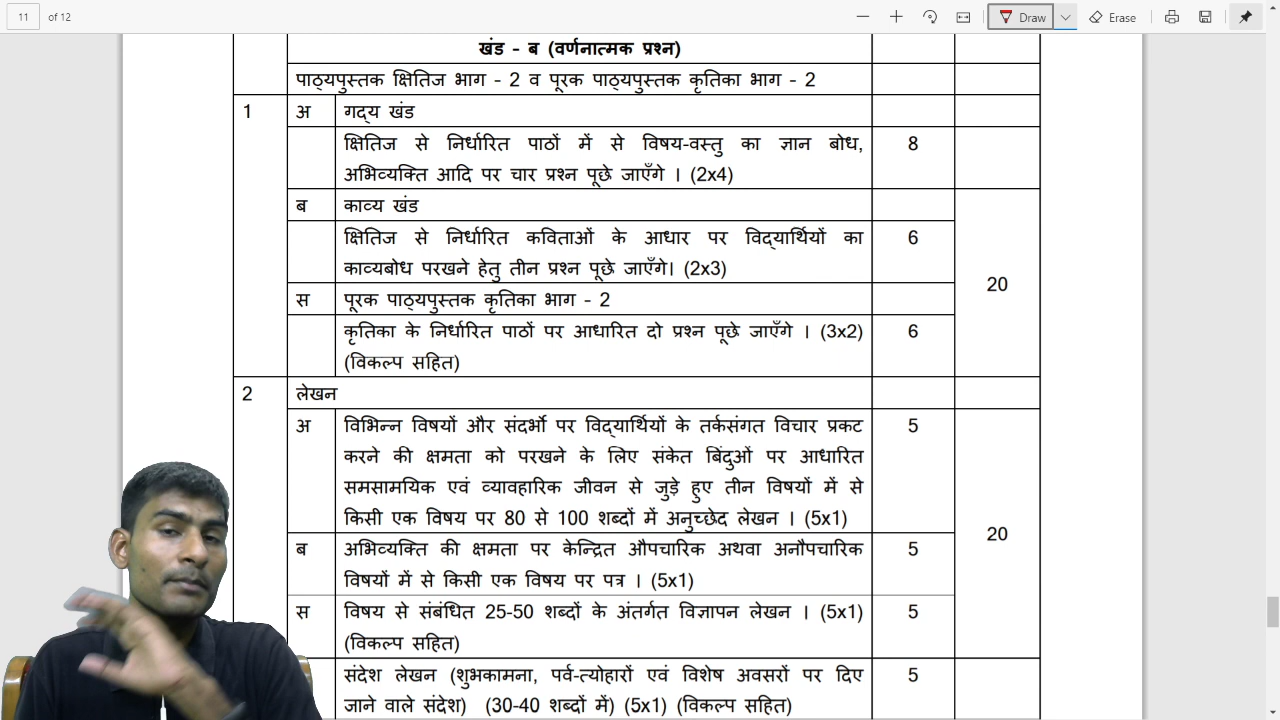 11 of 12
Draw
Erase
खंड - ब (वर्णनात्मक प्रश्न)
पाठ्यपुस्तक क्षितिज भाग - 2 व पूरक पाठ्यपुस्तक कृतिका भाग - 2
1 अ गद्य खंड
क्षितिज से निर्धारित पाठों में से विषय-वस्तु का ज्ञान बोध, 8
अभिव्यक्ति आदि पर चार प्रश्न पूछे जाएँगे । (2x4)
ब काव्य खंड
क्षितिज से निर्धारित कविताओं के आधार पर विद्यार्थियों का 6
काव्यबोध परखने हेतु तीन प्रश्न पूछे जाएँगे। (2x3)
20
स पूरक पाठ्यपुस्तक कृतिका भाग - 2
कृतिका के निर्धारित पाठों पर आधारित दो प्रश्न पूछे जाएँगे । (3x2) 6
(विकल्प सहित)
2 लेखन
अ विभिन्न विषयों और संदर्भो पर विद्यार्थियों के तर्कसंगत विचार प्रकट 5
करने की क्षमता को परखने के लिए संकेत बिंदुओं पर आधारित
समसामयिक एवं व्यावहारिक जीवन से जुड़े हुए तीन विषयों में से
किसी एक विषय पर 80 से 100 शब्दों में अनुच्छेद लेखन । (5x1)
20
ब अभिव्यक्ति की क्षमता पर केन्द्रित औपचारिक अथवा अनौपचारिक 5
विषयों में से किसी एक विषय पर पत्र । (5x1)
स विषय से संबंधित 25-50 शब्दों के अंतर्गत विज्ञापन लेखन । (5x1) 5
(विकल्प सहित)
संदेश लेखन (शुभकामना, पर्व-त्योहारों एवं विशेष अवसरों पर दिए 5
जाने वाले संदेश) (30-40 शब्दों में) (5x1) (विकल्प सहित)